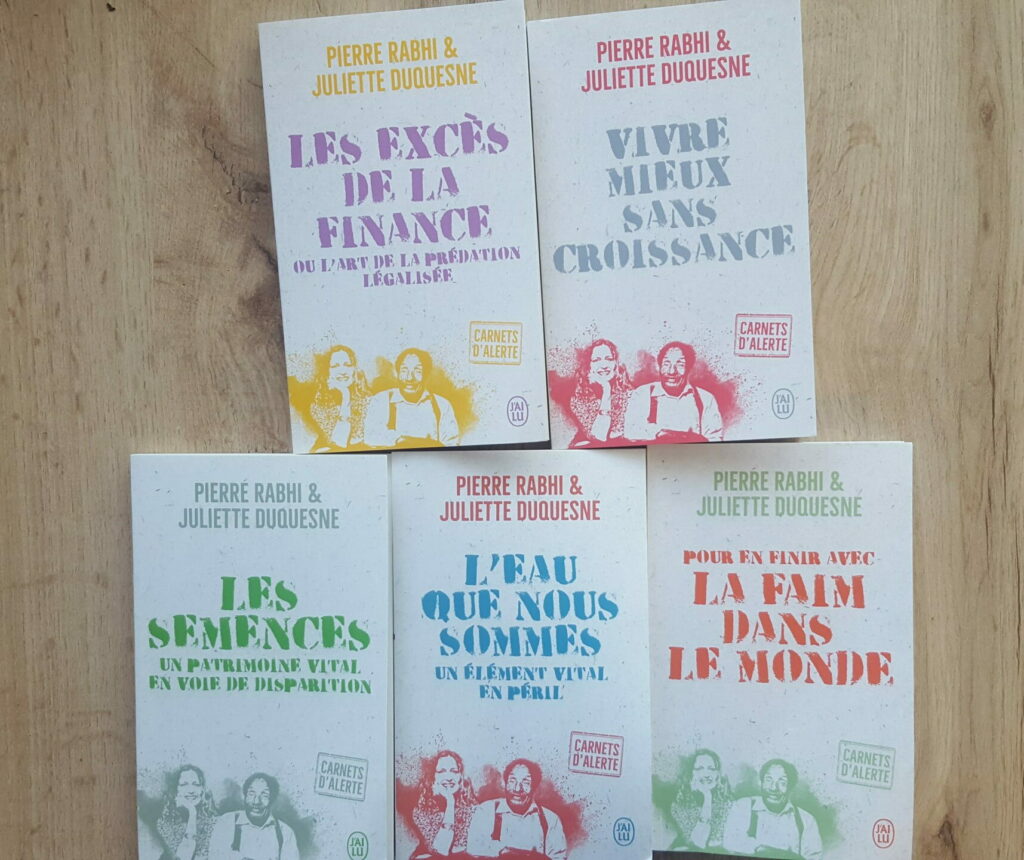 PIERRE RABHI &
JULIETTE DUQUESNE
LES EXCÈS
DE LA
FINANCE
OU L'ART DE LA PRÉDATION
LÉGALISÉE
CARNETS
D'ALERTE
J'AI
LU
PIERRE RABHI &
JULIETTE DUQUESNE
VIVRE
MIEUX
SANS
CROISSANCE
CARNETS
D'ALERTE
J'AI
LU
PIERRE RABHI &
JULIETTE DUQUESNE
LES
SEMENCES
UN PATRIMOINE VITAL
EN VOIE DE DISPARITION
CARNETS
D'ALERTE
J'AI
LU
PIERRE RABHI &
JULIETTE DUQUESNE
L'EAU
QUE NOUS
SOMMES
UN ÉLÉMENT VITAL
EN PÉRIL
CARNETS
D'ALERTE
J'AI
LU
PIERRE RABHI &
JULIETTE DUQUESNE
POUR EN FINIR AVEC
LA FAIM
DANS
LE MONDE
CARNETS
D'ALERTE
J'AI
LU